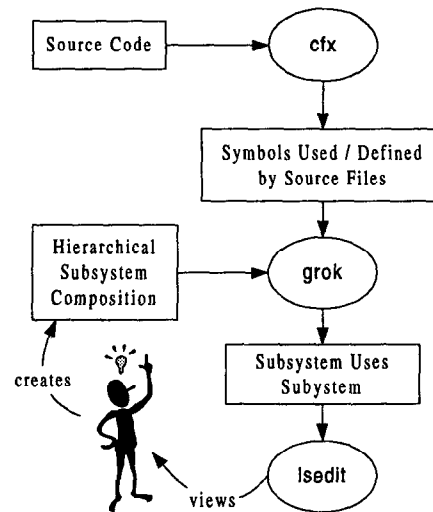 Source Code
cfx
Symbols Used / Defined
by Source Files
Hierarchical
Subsystem
Composition
grok
Subsystem Uses
Subystem
creates
views
lsedit